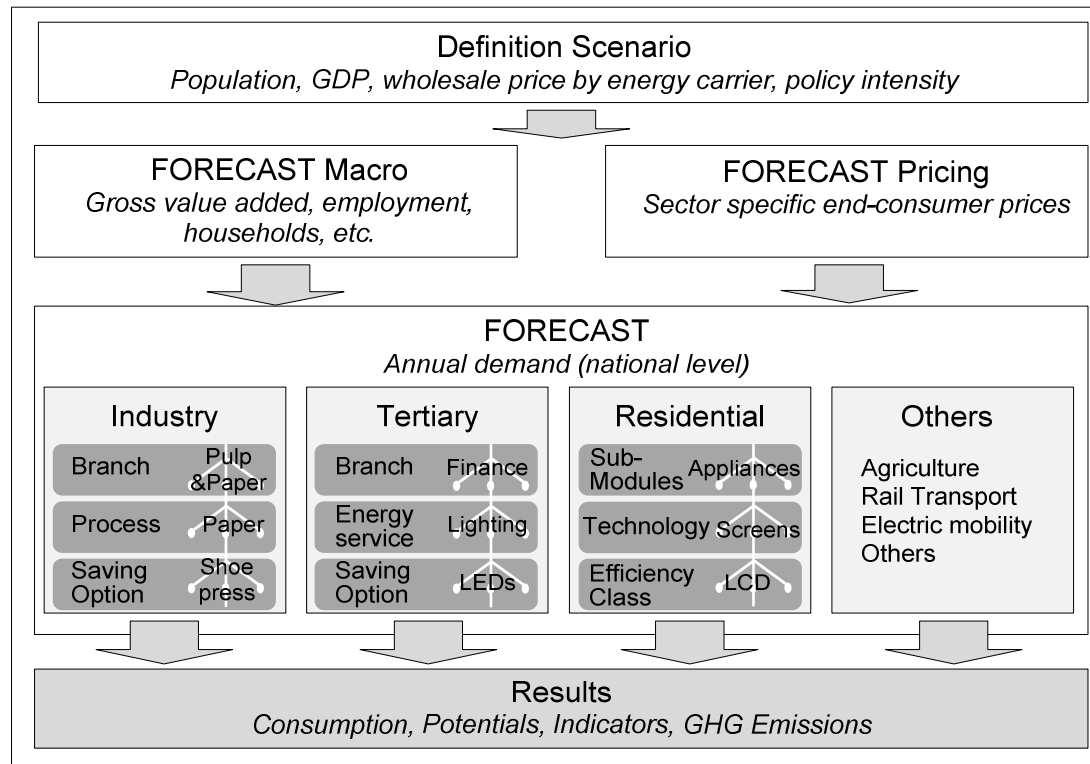 Definition Scenario
Population, GDP, wholesale price by energy carrier, policy intensity
FORECAST Macro
Gross value added, employment,
households, etc.
FORECAST Pricing
Sector specific end-consumer prices
FORECAST
Annual demand (national level)
Industry
Branch
Pulp
&Paper
Process
Paper
Saving
Option
Shoe
press
Tertiary
Branch
Finance
Energy
service
Lighting
Saving
Option
LEDs
Residential
Sub-
Modules
Appliances
Technology
Screens
Efficiency
Class
LCD
Others
Agriculture
Rail Transport
Electric mobility
Others
Results
Consumption, Potentials, Indicators, GHG Emissions